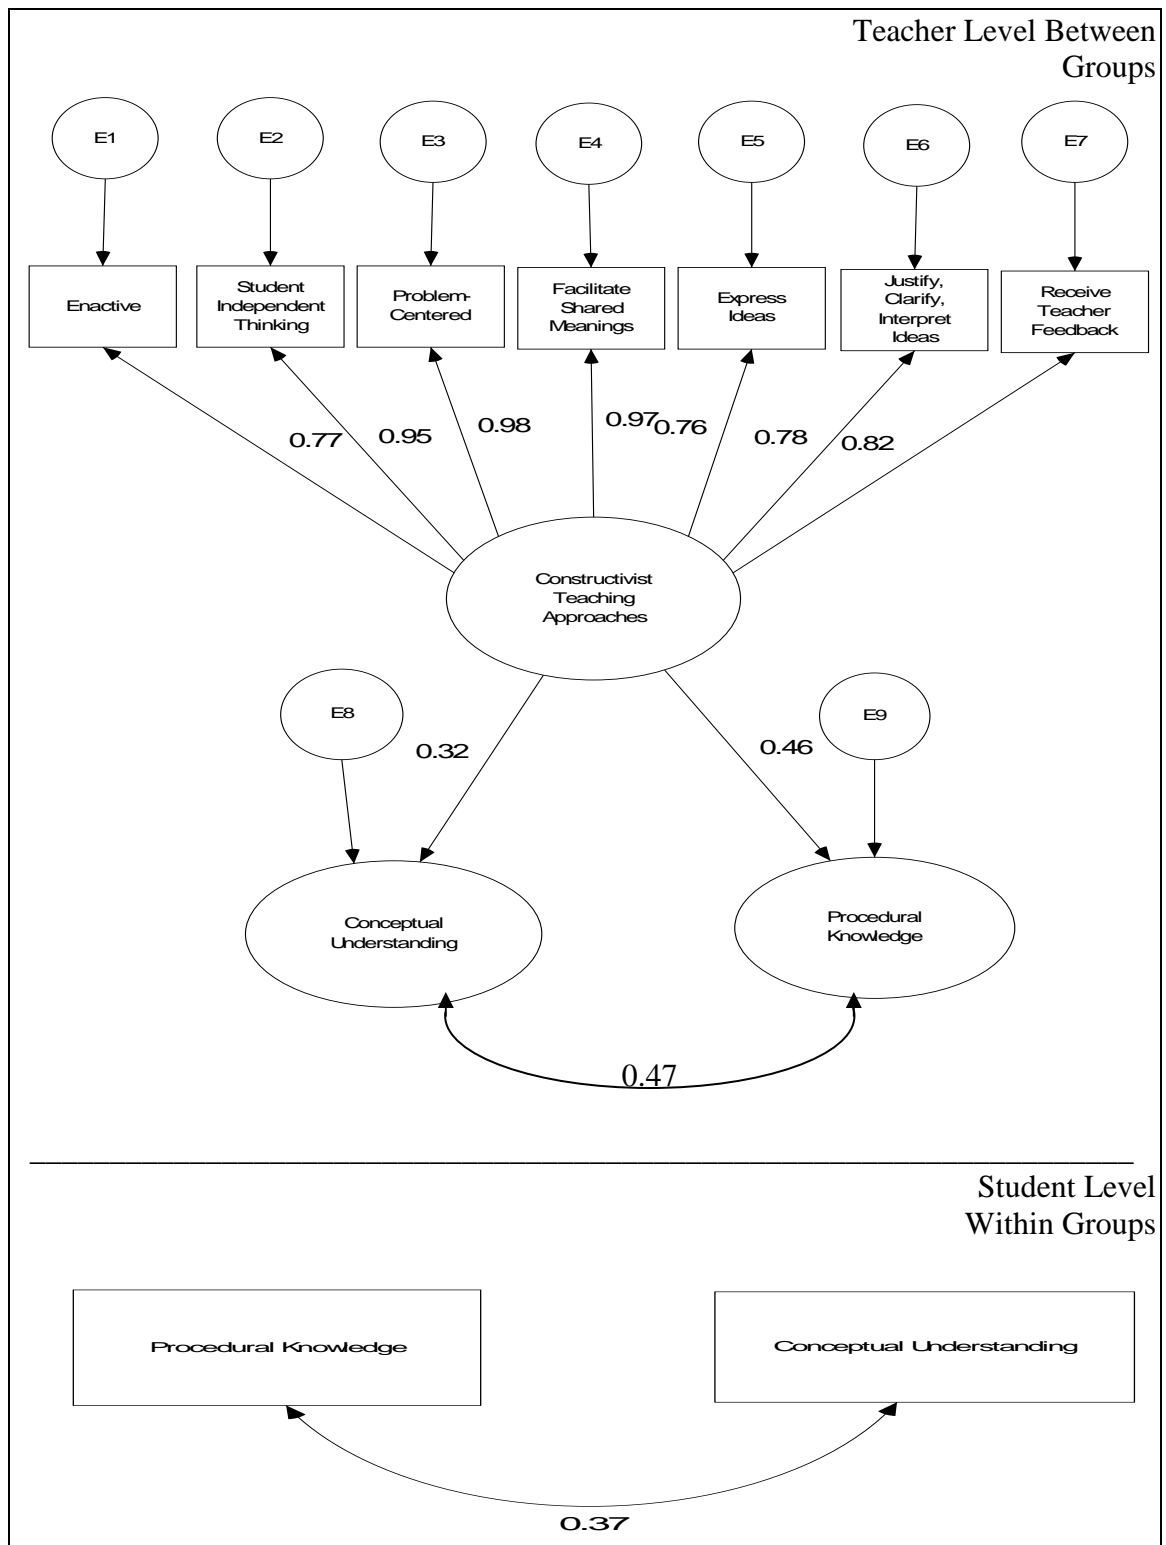 Teacher Level Between
Groups
E1
E2
E3
E4
E5
E6
E7
Enactive
Student
Independent
Thinking
Problem-
Centered
Facilitate
Shared
Meanings
Express
Ideas
Justify,
Clarify,
Interpret
Ideas
Receive
Teacher
Feedback
0.77
0.95
0.98
0.97
0.76
0.78
0.82
Constructivist
Teaching
Approaches
E8
E9
0.32
0.46
Conceptual
Understanding
Procedural
Knowledge
0.47
Student Level
Within Groups
Procedural Knowledge
Conceptual Understanding
0.37